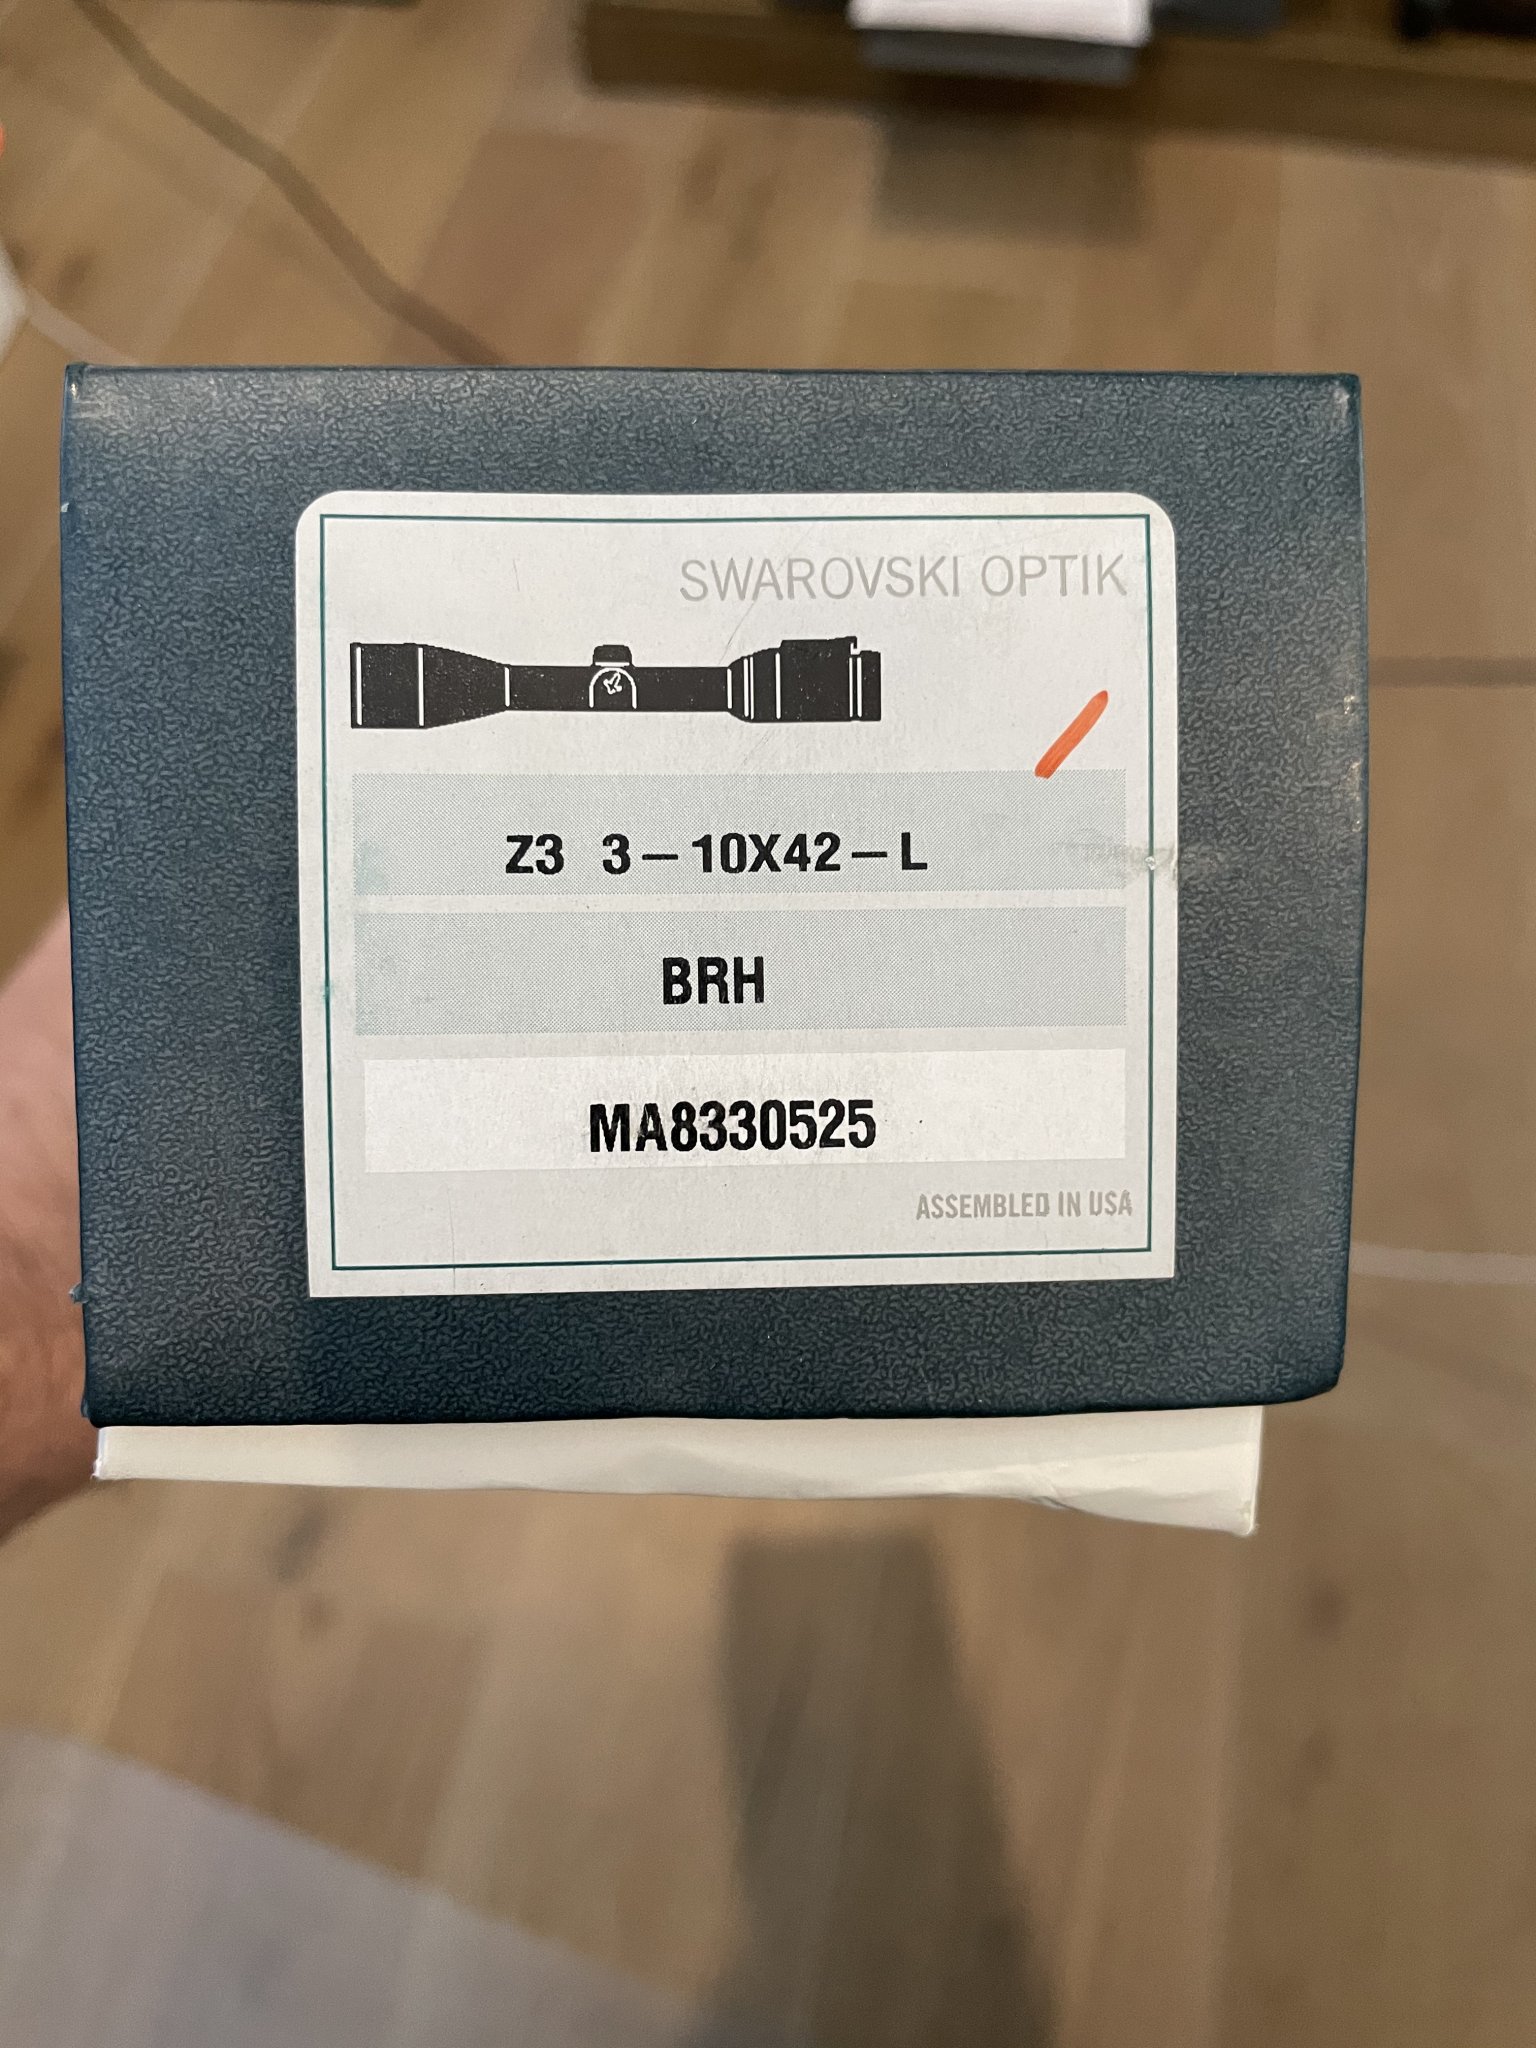 SWAROVSKI OPTIK
Z3 3-10X42-L
BRH
MA8330525
ASSEMBLED IN USA